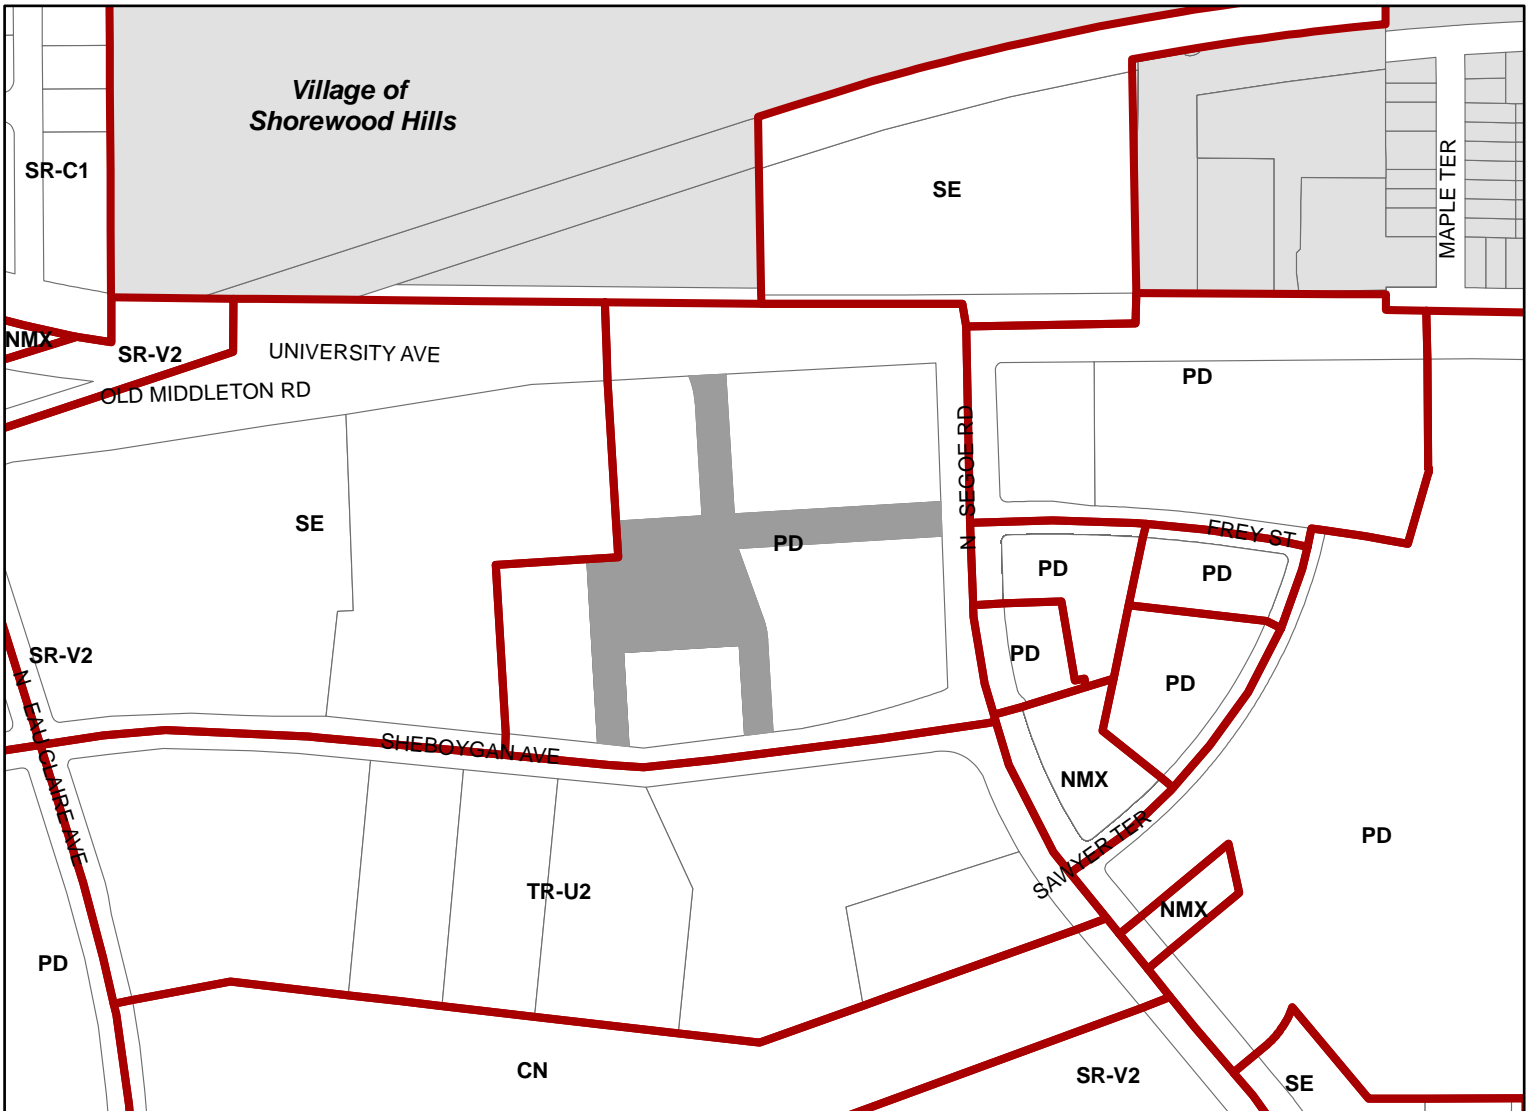 Village of
Shorewood Hills
SR-C1
SE
MAPLE TER
NMX
SR-V2
UNIVERSITY AVE
OLD MIDDLETON RD
PD
N SEGOE RD
SE
PD
FREY ST
PD
PD
SR-V2
PD
PD
N EAU CLAIRE AVE
SHEBOYGAN AVE
NMX
SAWYER TER
PD
TR-U2
NMX
PD
CN
SR-V2
SE